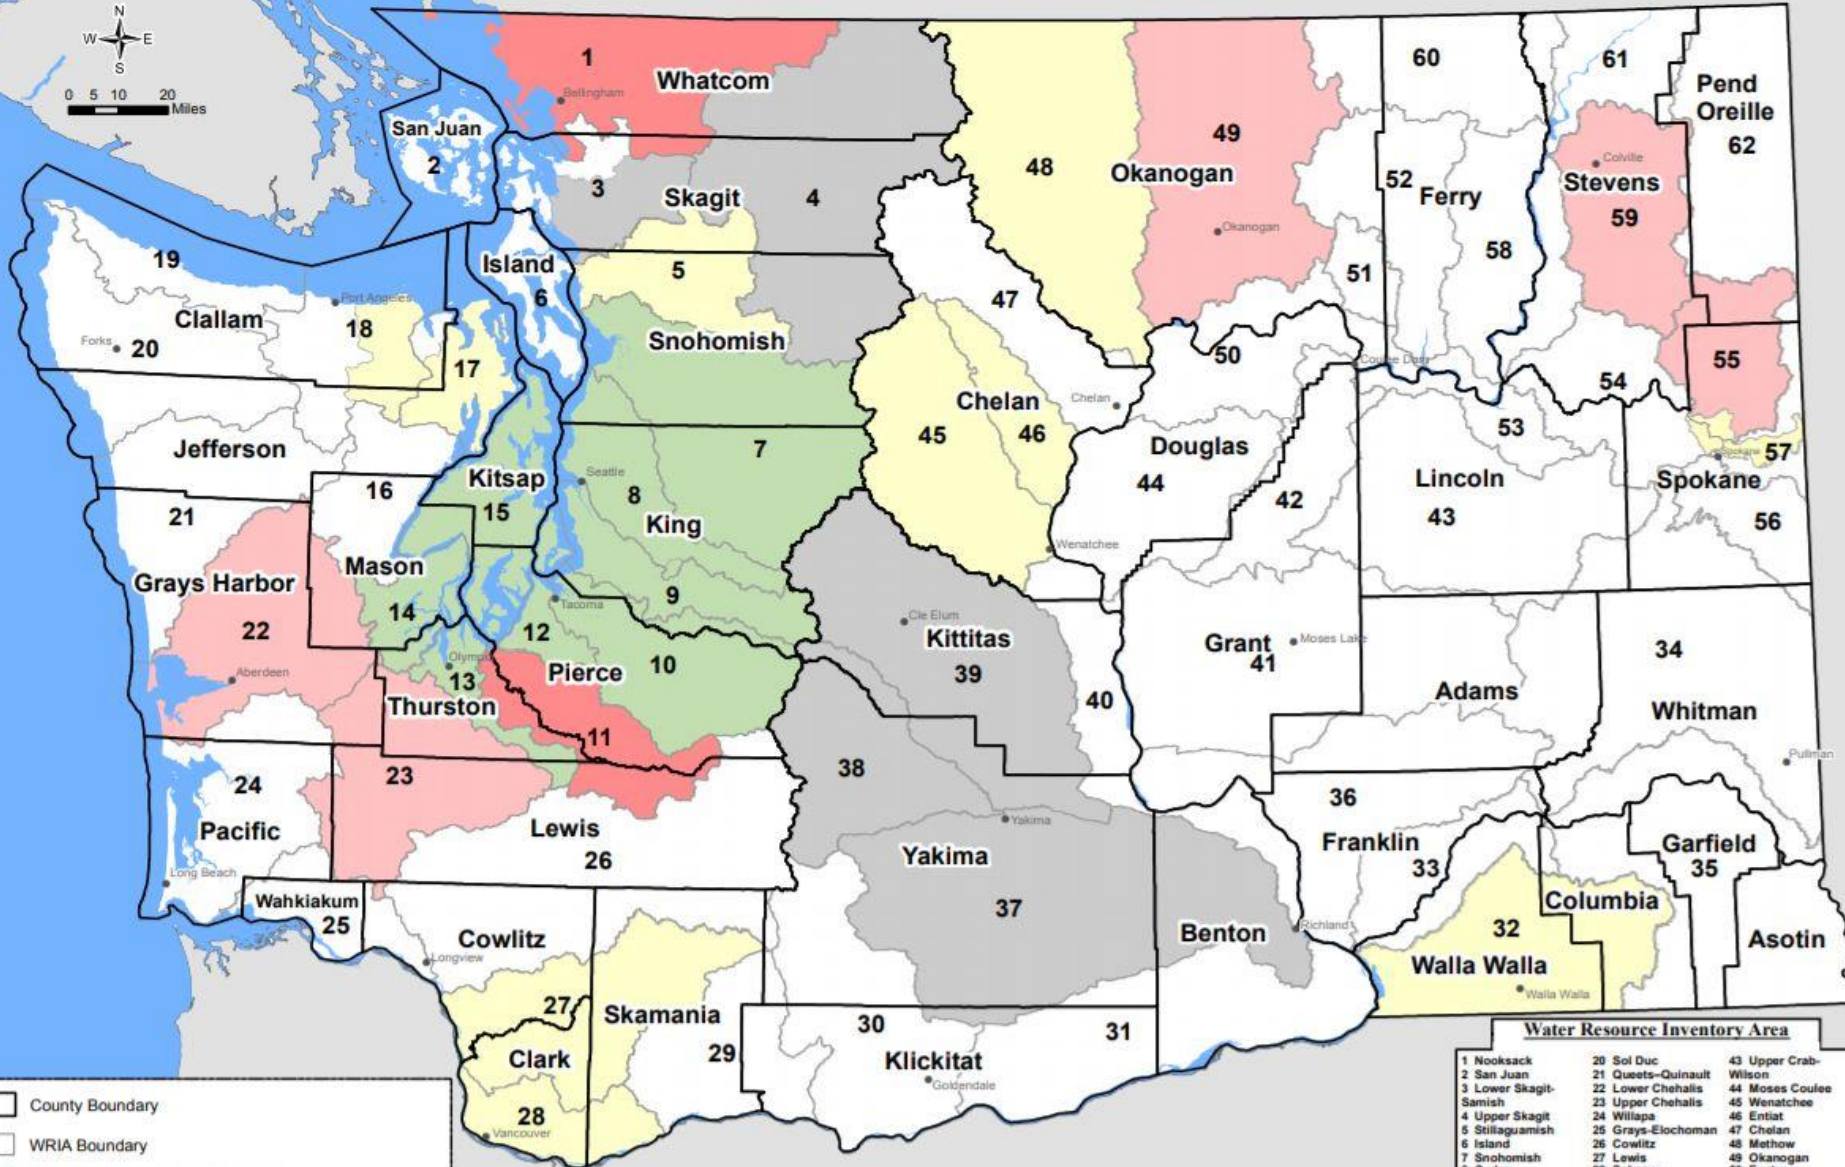 N
W E
S
0 5 10 20
Miles
1
Whatcom
Bellingham
San Juan
2
3
Skagit
4
48
Okanogan
49
Okanogan
60
52
Ferry
58
51
61
Pend
Oreille
62
Colville
Stevens
59
19
Port Angeles
Clallam
18
Forks
20
17
Island
6
5
Snohomish
47
50
Coulee Dam
54
55
53
57
Spokane
Spokane
56
Jefferson
Kitsap
Seattle
7
8
King
15
16
21
Chelan
Chelan
45
46
Douglas
44
42
Lincoln
43
Wenatchee
Grays Harbor
22
Aberdeen
Mason
14
9
Tacoma
12
10
Pierce
11
13
Thurston
Cle Elum
Kittitas
39
40
Grant
41
Moses Lake
Adams
34
Whitman
Pullman
24
Pacific
Long Beach
23
Lewis
26
38
Yakima
Yakima
37
36
Franklin
33
Garfield
35
Columbia
Wahkiakum
25
Cowlitz
Longview
Skamania
27
Clark
28
Vancouver
29
30
Klickitat
Goldendale
31
Benton
Richland
32
Walla Walla
Walla Walla
Asotin
County Boundary
WRIA Boundary
Water Resource Inventory Area
1 Nooksack
2 San Juan
3 Lower Skagit-
Samish
4 Upper Skagit
5 Stillaguamish
6 Island
7 Snohomish
20 Sol Duc
21 Queets-Quinault
22 Lower Chehalis
23 Upper Chehalis
24 Willapa
25 Grays-Elochoman
26 Cowlitz
27 Lewis
43 Upper Crab-
Wilson
44 Moses Coulee
45 Wenatchee
46 Entiat
47 Chelan
48 Methow
49 Okanogan